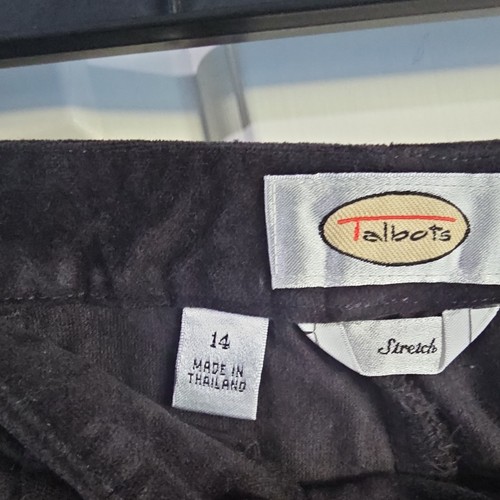 Talbots
14
MADE IN
THAILAND
Stretch